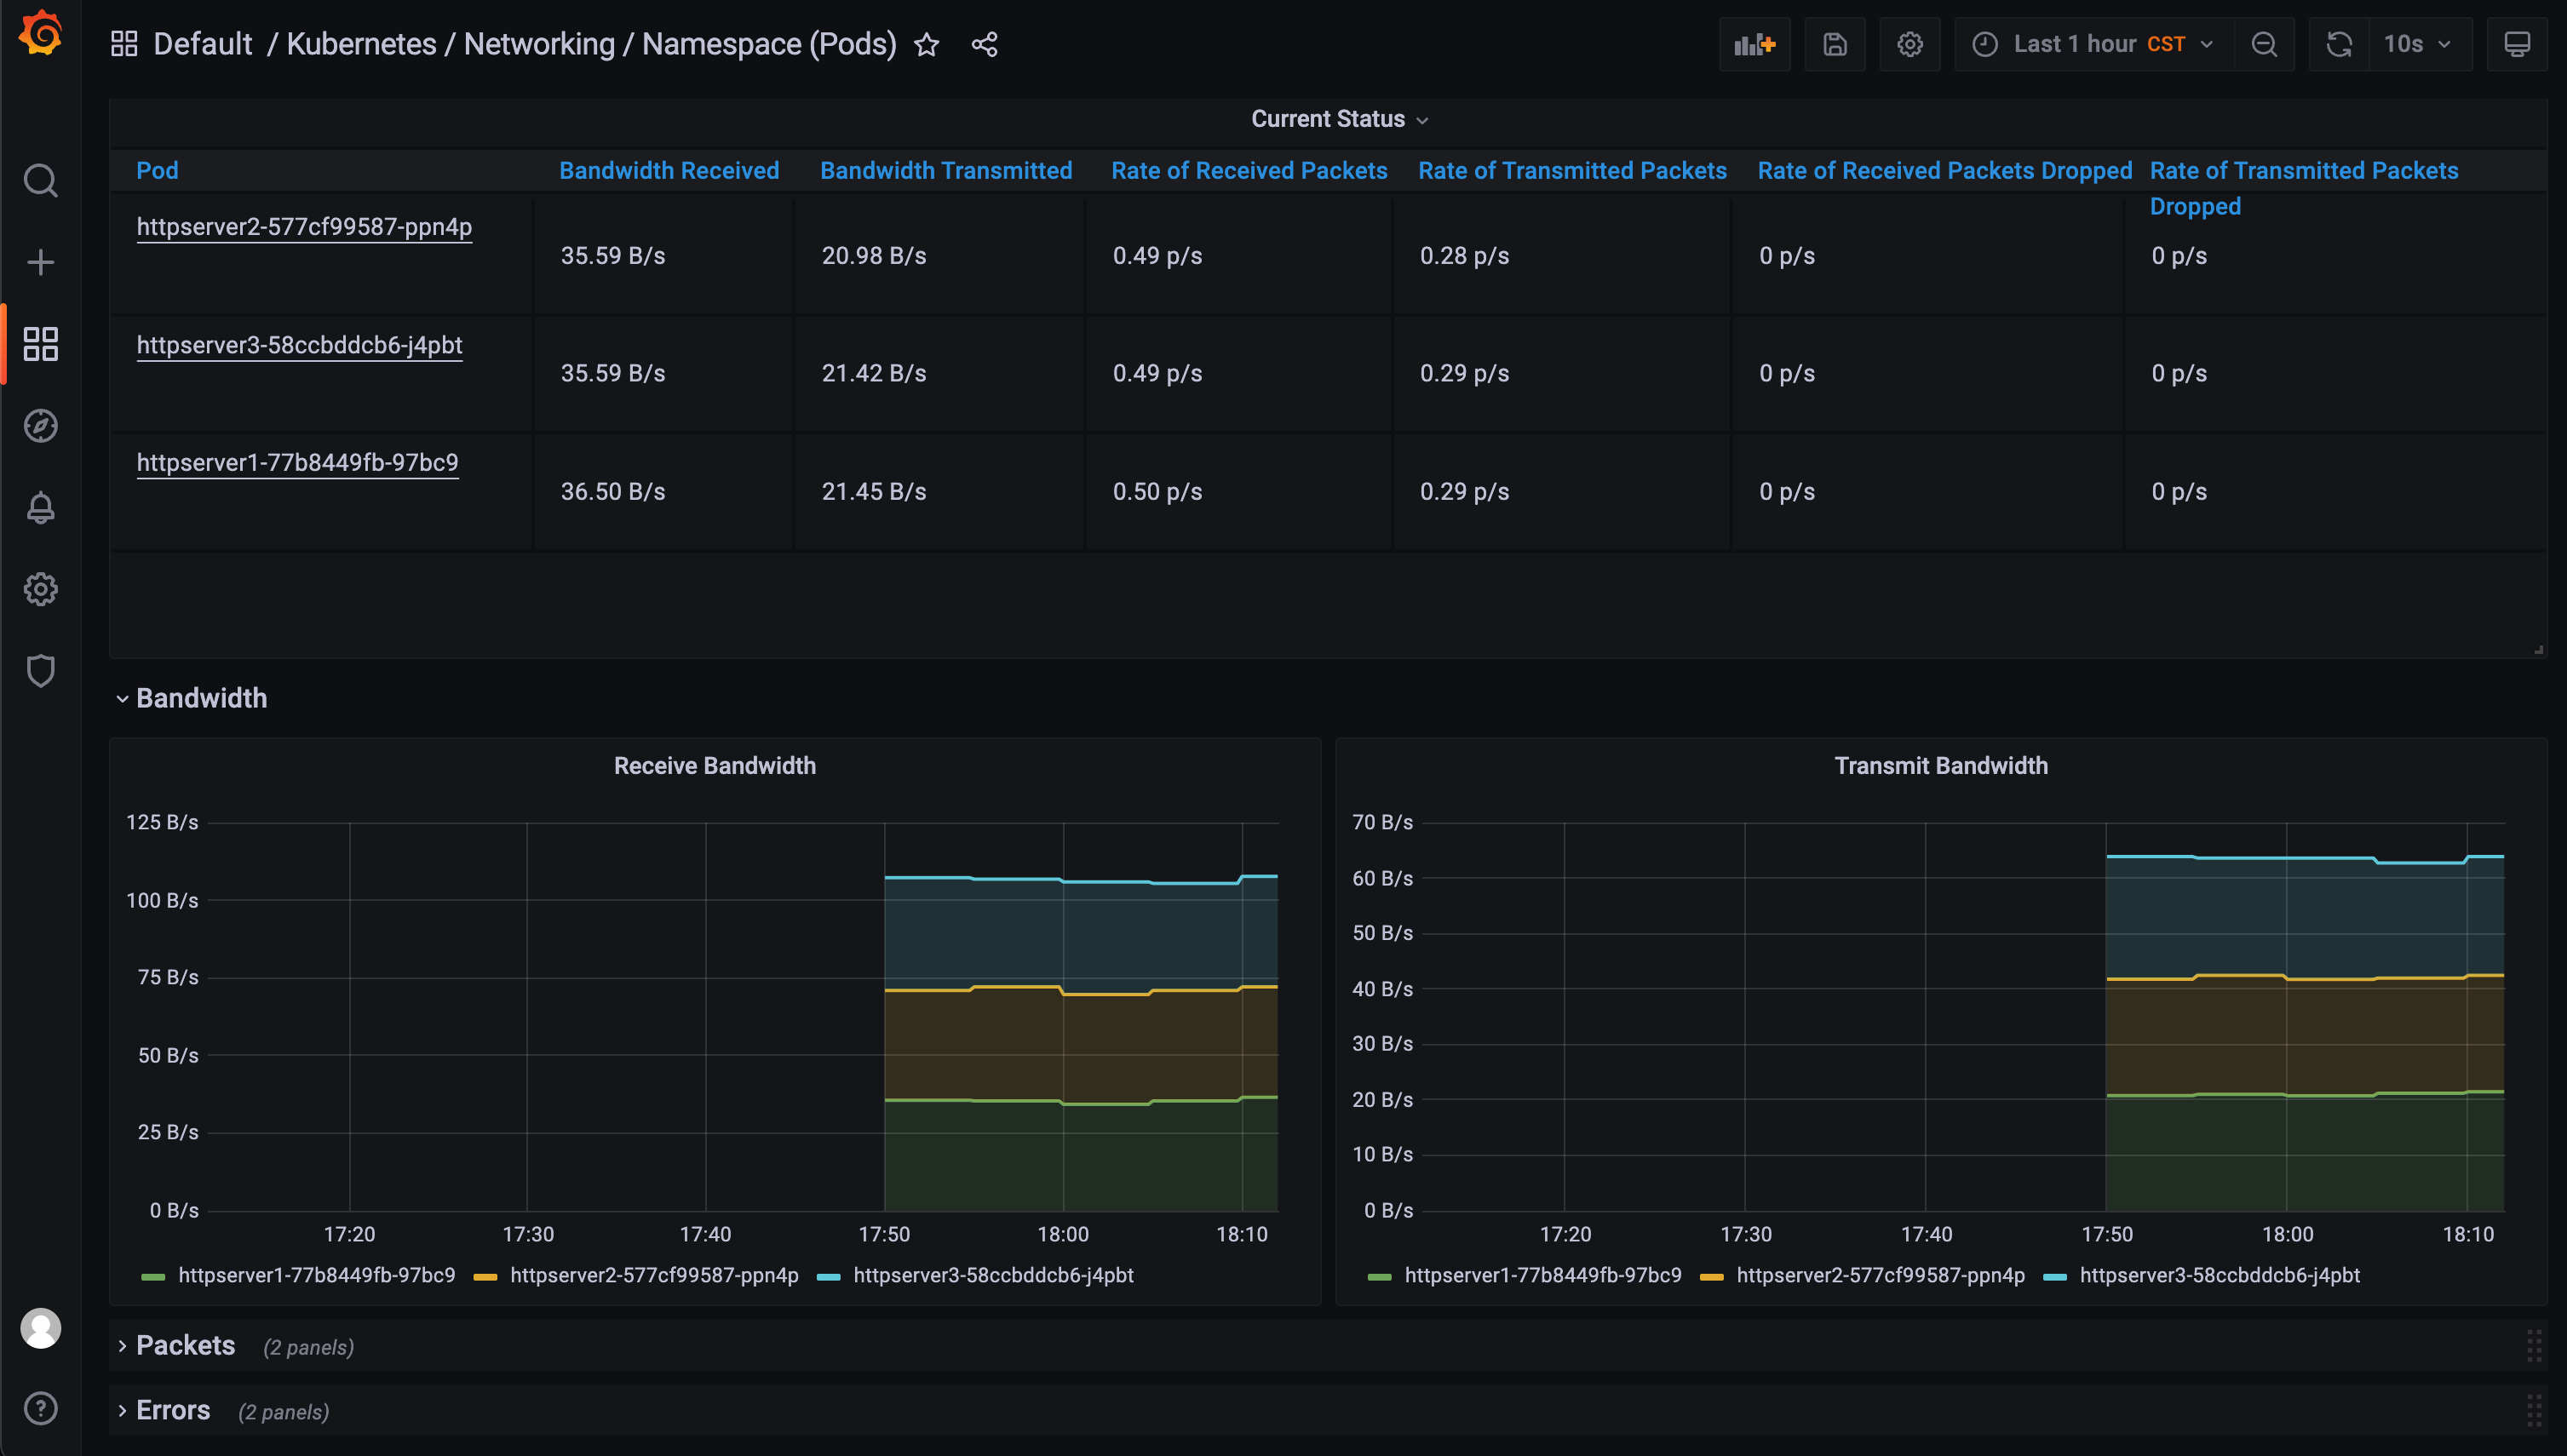 Default / Kubernetes / Networking / Namespace (Pods)
Last 1 hour CST
10s
Current Status
Pod Bandwidth Received Bandwidth Transmitted Rate of Received Packets Rate of Transmitted Packets Rate of Received Packets Dropped Rate of Transmitted Packets
Dropped
httpserver2-577cf99587-ppn4p
35.59 B/s 20.98 B/s 0.49 p/s 0.28 p/s 0 p/s 0 p/s
httpserver3-58ccbddcb6-j4pbt
35.59 B/s 21.42 B/s 0.49 p/s 0.29 p/s 0 p/s 0 p/s
httpserver1-77b8449fb-97bc9
36.50 B/s 21.45 B/s 0.50 p/s 0.29 p/s 0 p/s 0 p/s
Bandwidth
Receive Bandwidth
125 B/s
100 B/s
75 B/s
50 B/s
25 B/s
0 B/s
17:20 17:30 17:40 17:50 18:00 18:10
httpserver1-77b8449fb-97bc9 httpserver2-577cf99587-ppn4p httpserver3-58ccbddcb6-j4pbt
Transmit Bandwidth
70 B/s
60 B/s
50 B/s
40 B/s
30 B/s
20 B/s
10 B/s
0 B/s
17:20 17:30 17:40 17:50 18:00 18:10
httpserver1-77b8449fb-97bc9 httpserver2-577cf99587-ppn4p httpserver3-58ccbddcb6-j4pbt
Packets (2 panels)
Errors (2 panels)